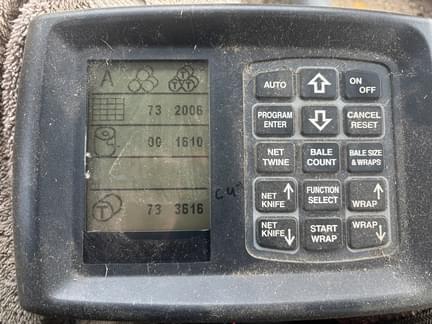 A
T T T
73 2006
00 1610
T 73 3616
AUTO
ON
OFF
PROGRAM
ENTER
CANCEL
RESET
NET
TWINE
BALE
COUNT
BALE SIZE
& WRAPS
NET
KNIFE
FUNCTION
SELECT
WRAP
NET
KNIFE
START
WRAP
WRAP